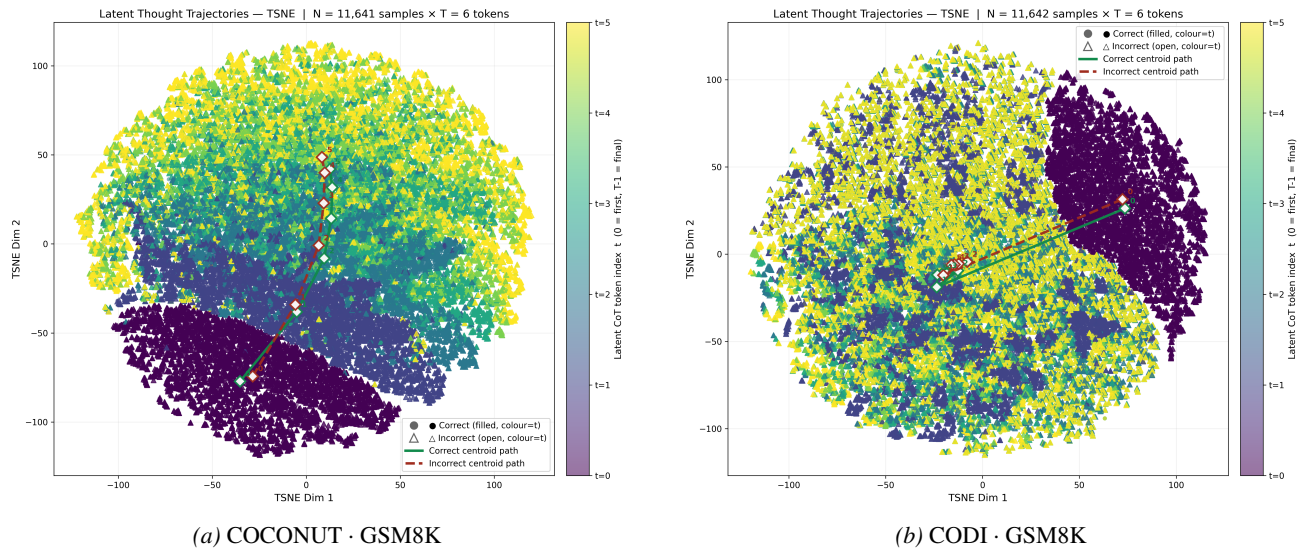 Latent Thought Trajectories — TSNE | N = 11,641 samples × T = 6 tokens
TSNE Dim 2
100
50
0
−50
−100
−100
−50
0
50
100
TSNE Dim 1
● Correct (filled, colour=t)
△ Incorrect (open, colour=t)
Correct centroid path
Incorrect centroid path
t=5
t=4
t=3
t=2
t=1
t=0
Latent CoT token index t (0 = first, T-1 = final)
(a) COCONUT · GSM8K
Latent Thought Trajectories — TSNE | N = 11,642 samples × T = 6 tokens
TSNE Dim 2
100
50
0
−50
−100
−100
−50
0
50
100
TSNE Dim 1
● Correct (filled, colour=t)
△ Incorrect (open, colour=t)
Correct centroid path
Incorrect centroid path
t=5
t=4
t=3
t=2
t=1
t=0
Latent CoT token index t (0 = first, T-1 = final)
(b) CODI · GSM8K